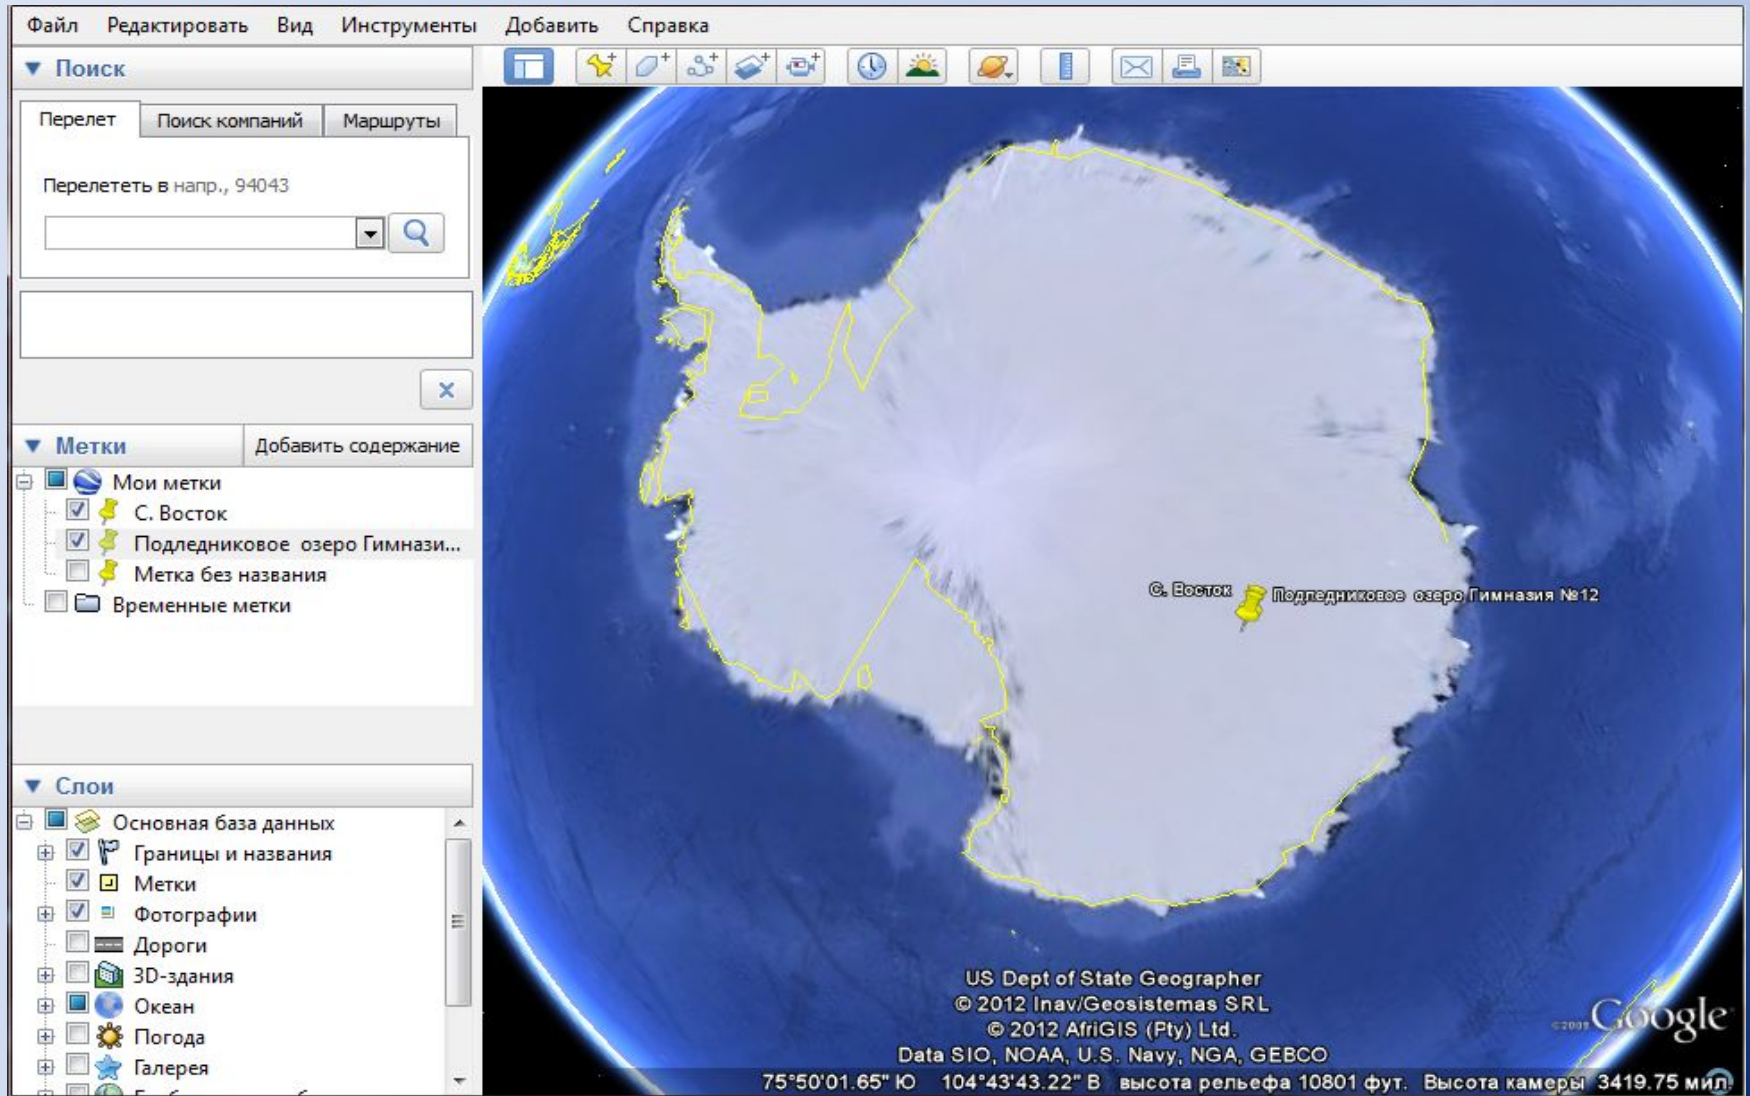 Файл Редактировать Вид Инструменты Добавить Справка
Поиск
Перелет Поиск компаний Маршруты
Перелететь в напр., 94043
Метки Добавить содержание
Мои метки
С. Восток
Подледниковое озеро Гимнази...
Метка без названия
Временные метки
Слои
Основная база данных
Границы и названия
Метки
Фотографии
Дороги
3D-здания
Океан
Погода
Галерея
С. Восток Подледниковое озеро Гимназия №12
US Dept of State Geographer
© 2012 Inav/Geosistemas SRL
© 2012 AfriGIS (Pty) Ltd.
Data SIO, NOAA, U.S. Navy, NGA, GEBCO
©2009 Google
75°50'01.65" Ю 104°43'43.22" В высота рельефа 10801 фут. Высота камеры 3419.75 мил.